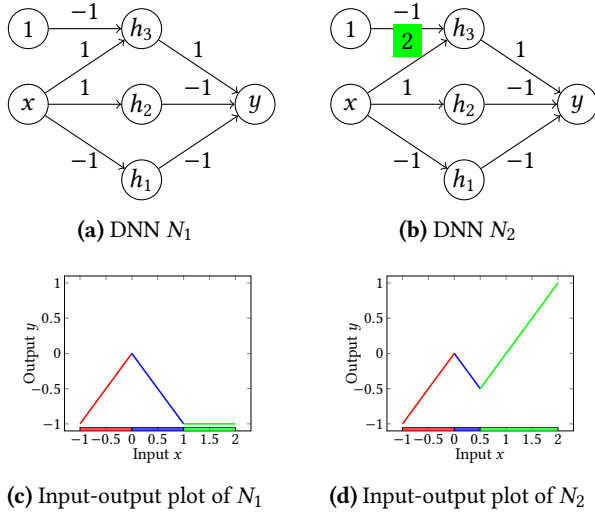 1
−1
h3
1
1
x
1
h2
−1
y
−1
h1
−1
(a) DNN N1
1
−1
h3
2
1
x
1
h2
−1
y
−1
h1
−1
(b) DNN N2
1
0.5
0
−0.5
−1
Output y
−1 −0.5 0 0.5 1 1.5 2
Input x
(c) Input-output plot of N1
1
0.5
0
−0.5
−1
Output y
−1 −0.5 0 0.5 1 1.5 2
Input x
(d) Input-output plot of N2